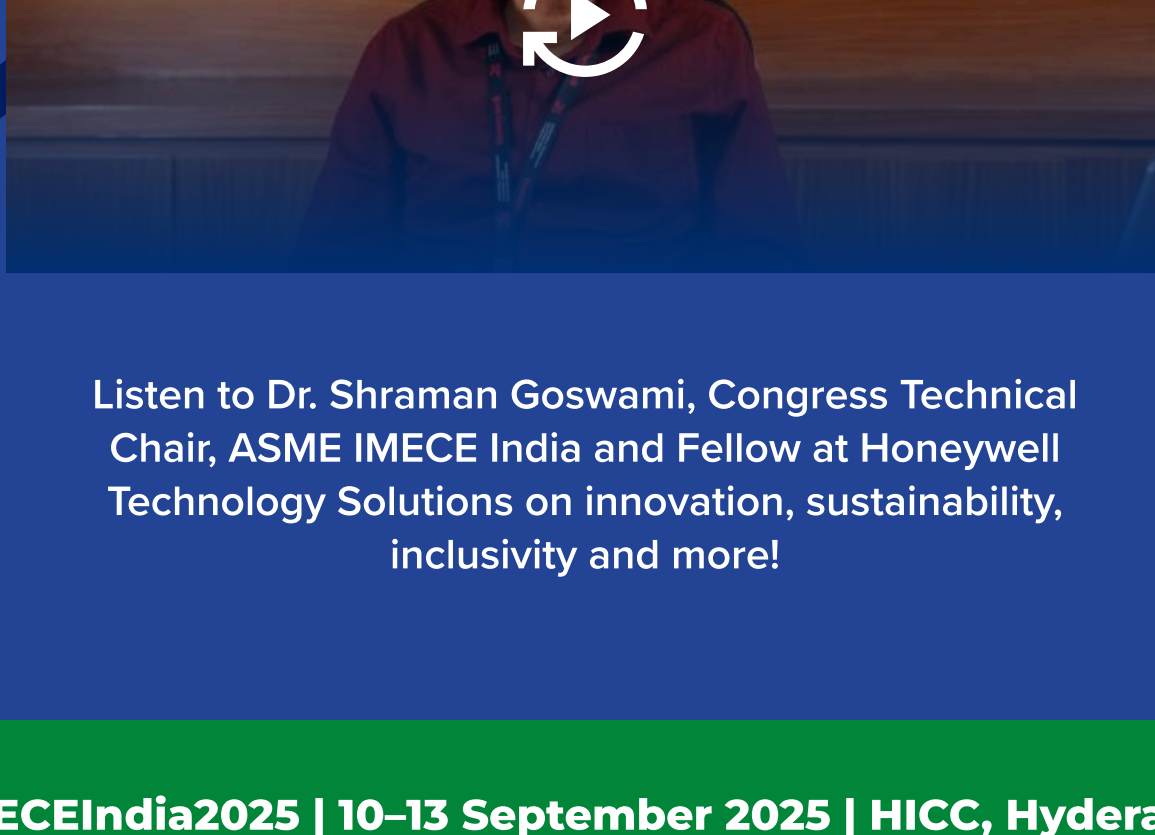 Listen to Dr. Shraman Goswami, Congress Technical
Chair, ASME IMECE India and Fellow at Honeywell
Technology Solutions on innovation, sustainability,
inclusivity and more!
ECEIndia2025 | 10–13 September 2025 | HICC, Hydera